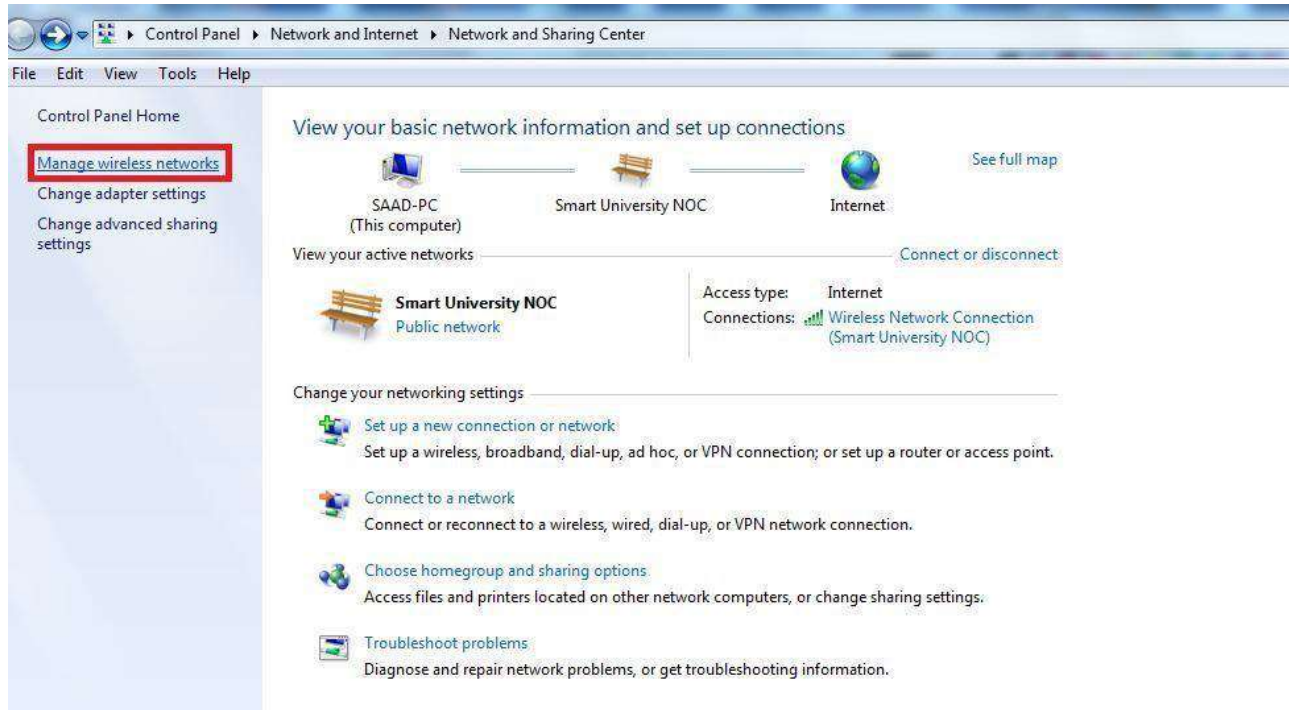 Control Panel ▸ Network and Internet ▸ Network and Sharing Center
File Edit View Tools Help
Control Panel Home
Manage wireless networks
Change adapter settings
Change advanced sharing
settings
View your basic network information and set up connections
See full map
SAAD-PC
(This computer)
Smart University NOC
Internet
View your active networks
Connect or disconnect
Smart University NOC
Public network
Access type: Internet
Connections: Wireless Network Connection
(Smart University NOC)
Change your networking settings
Set up a new connection or network
Set up a wireless, broadband, dial-up, ad hoc, or VPN connection; or set up a router or access point.
Connect to a network
Connect or reconnect to a wireless, wired, dial-up, or VPN network connection.
Choose homegroup and sharing options
Access files and printers located on other network computers, or change sharing settings.
Troubleshoot problems
Diagnose and repair network problems, or get troubleshooting information.